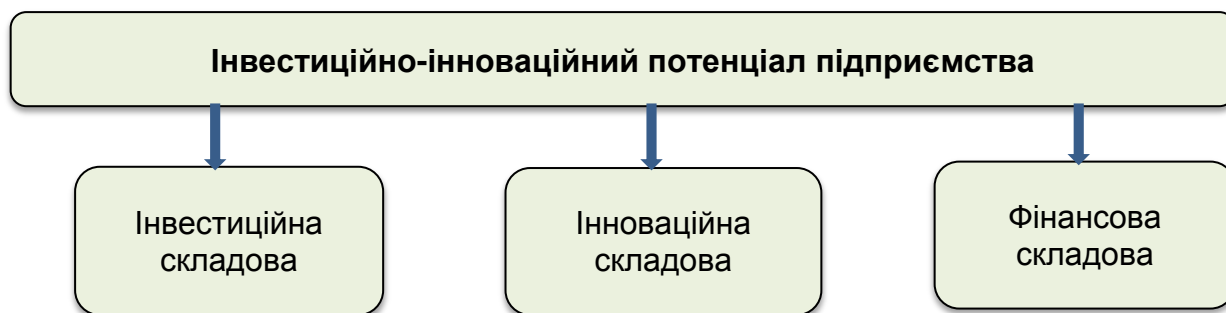 Інвестиційно-інноваційний потенціал підприємства
Інвестиційна
складова
Інноваційна
складова
Фінансова
складова